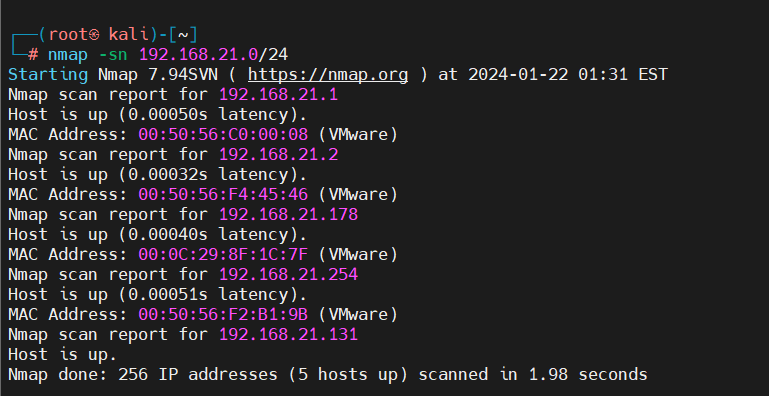 ┌──(root㉿ kali)-[~]
└─# nmap -sn 192.168.21.0/24
Starting Nmap 7.94SVN ( https://nmap.org ) at 2024-01-22 01:31 EST
Nmap scan report for 192.168.21.1
Host is up (0.00050s latency).
MAC Address: 00:50:56:C0:00:08 (VMware)
Nmap scan report for 192.168.21.2
Host is up (0.00032s latency).
MAC Address: 00:50:56:F4:45:46 (VMware)
Nmap scan report for 192.168.21.178
Host is up (0.00040s latency).
MAC Address: 00:0C:29:8F:1C:7F (VMware)
Nmap scan report for 192.168.21.254
Host is up (0.00051s latency).
MAC Address: 00:50:56:F2:B1:9B (VMware)
Nmap scan report for 192.168.21.131
Host is up.
Nmap done: 256 IP addresses (5 hosts up) scanned in 1.98 seconds